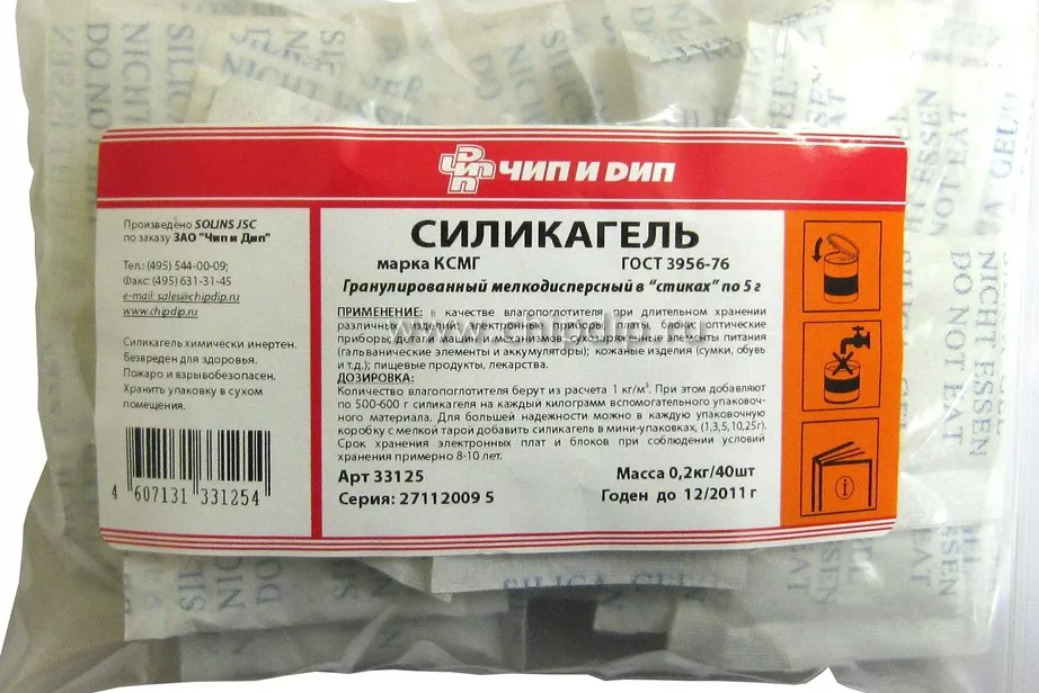 ЧИП И DИП
Произведено SOLINS JSC
по заказу ЗАО "Чип и Дип"
Тел.: (495) 544-00-09;
Факс: (495) 631-31-45
e-mail: sales@chipdip.ru
www.chipdip.ru
Силикагель химически инертен.
Безвреден для здоровья.
Пожаро и взрывобезопасен.
Хранить упаковку в сухом
помещении.
4 607131 331254
СИЛИКАГЕЛЬ
марка КСМГ ГОСТ 3956-76
Гранулированный мелкодисперсный в "стиках" по 5 г
ПРИМЕНЕНИЕ: В качестве влагопоглотителя при длительном хранении
различных изделий: электронные приборы, платы, блоки; оптические
приборы; детали машин и механизмов; сухозаряженные элементы питания
(гальванические элементы и аккумуляторы); кожаные изделия (сумки, обувь
и т.д.); пищевые продукты, лекарства.
ДОЗИРОВКА:
Количество влагопоглотителя берут из расчета 1 кг/м³. При этом добавляют
по 500-600 г силикагеля на каждый килограмм вспомогательного упаковоч-
ного материала. Для большей надежности можно в каждую упаковочную
коробку с мелкой тарой добавить силикагель в мини-упаковках, (1,3,5,10,25г).
Срок хранения электронных плат и блоков при соблюдении условий
хранения примерно 8-10 лет.
Арт 33125 Масса 0,2кг/40шт
Серия: 27112009 5 Годен до 12/2011 г
www.chipdip.ru
NICHT ESSEN
DO NOT EAT
SILICA GEL